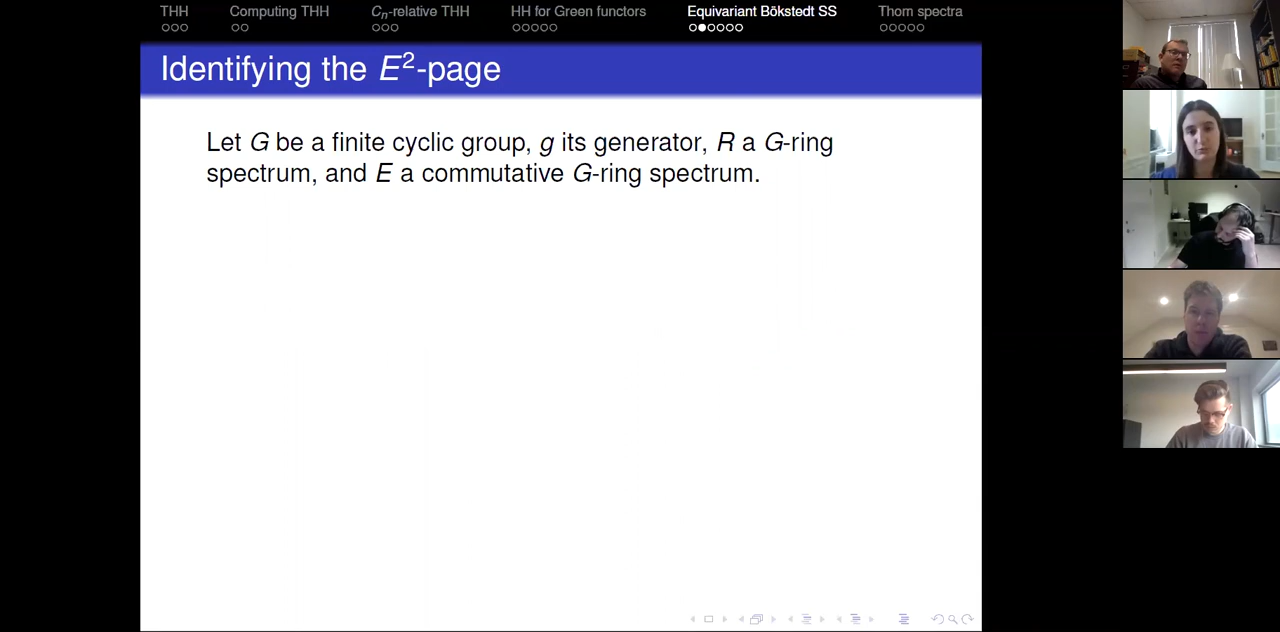 THH Computing THH Cn-relative THH HH for Green functors Equivariant Bökstedt SS Thom spectra
Identifying the E²-page
Let G be a finite cyclic group, g its generator, R a G-ring
spectrum, and E a commutative G-ring spectrum.